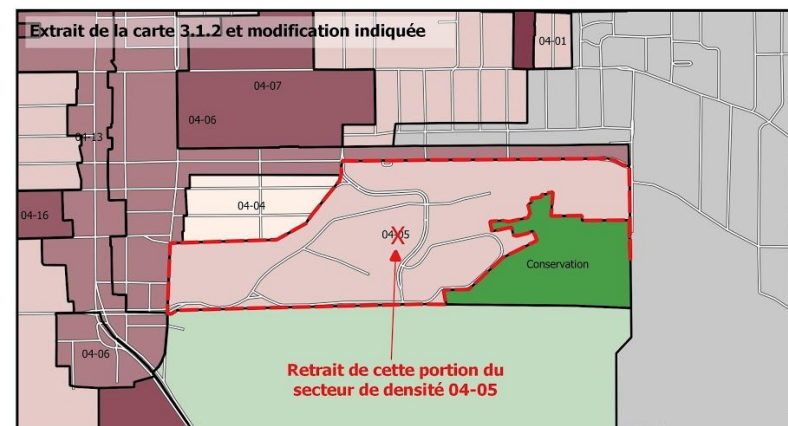 Extrait de la carte 3.1.2 et modification indiquée
04-01
04-07
04-06
04-13
04-04
04-16
04-05
X
Conservation
04-06
Retrait de cette portion du
secteur de densité 04-05